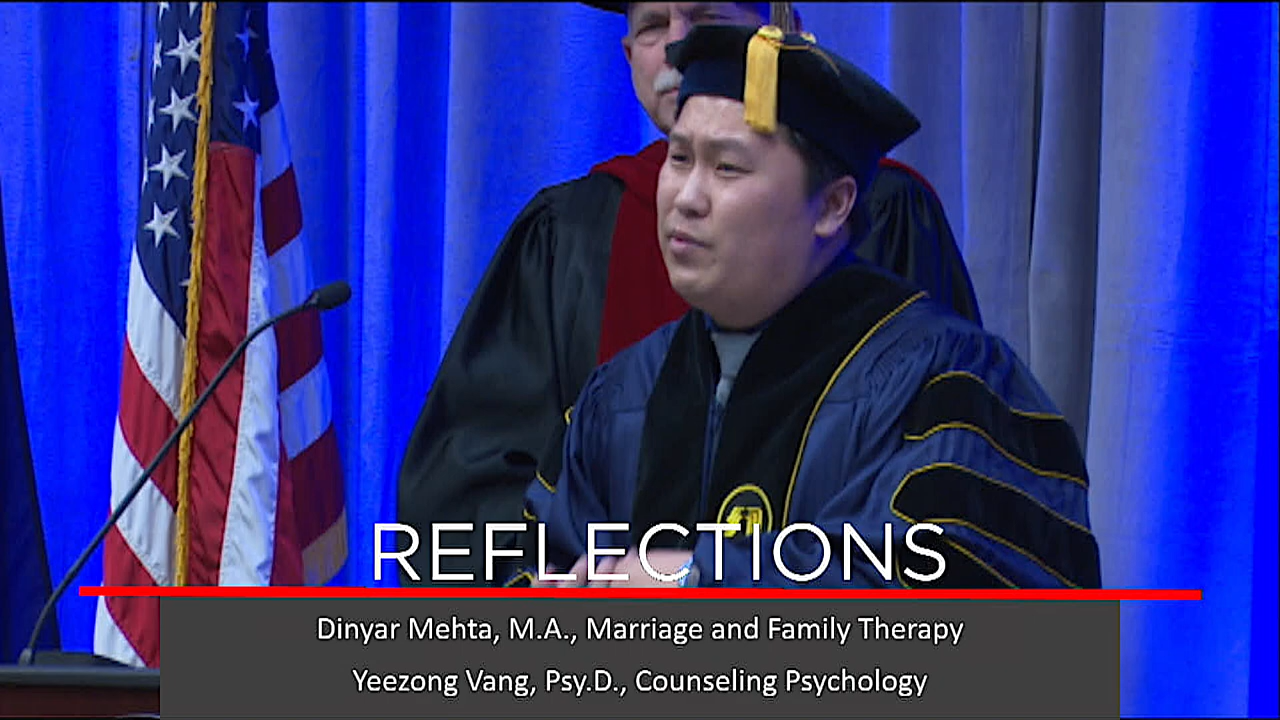 REFLECTIONS
Dinyar Mehta, M.A., Marriage and Family Therapy
Yeezong Vang, Psy.D., Counseling Psychology